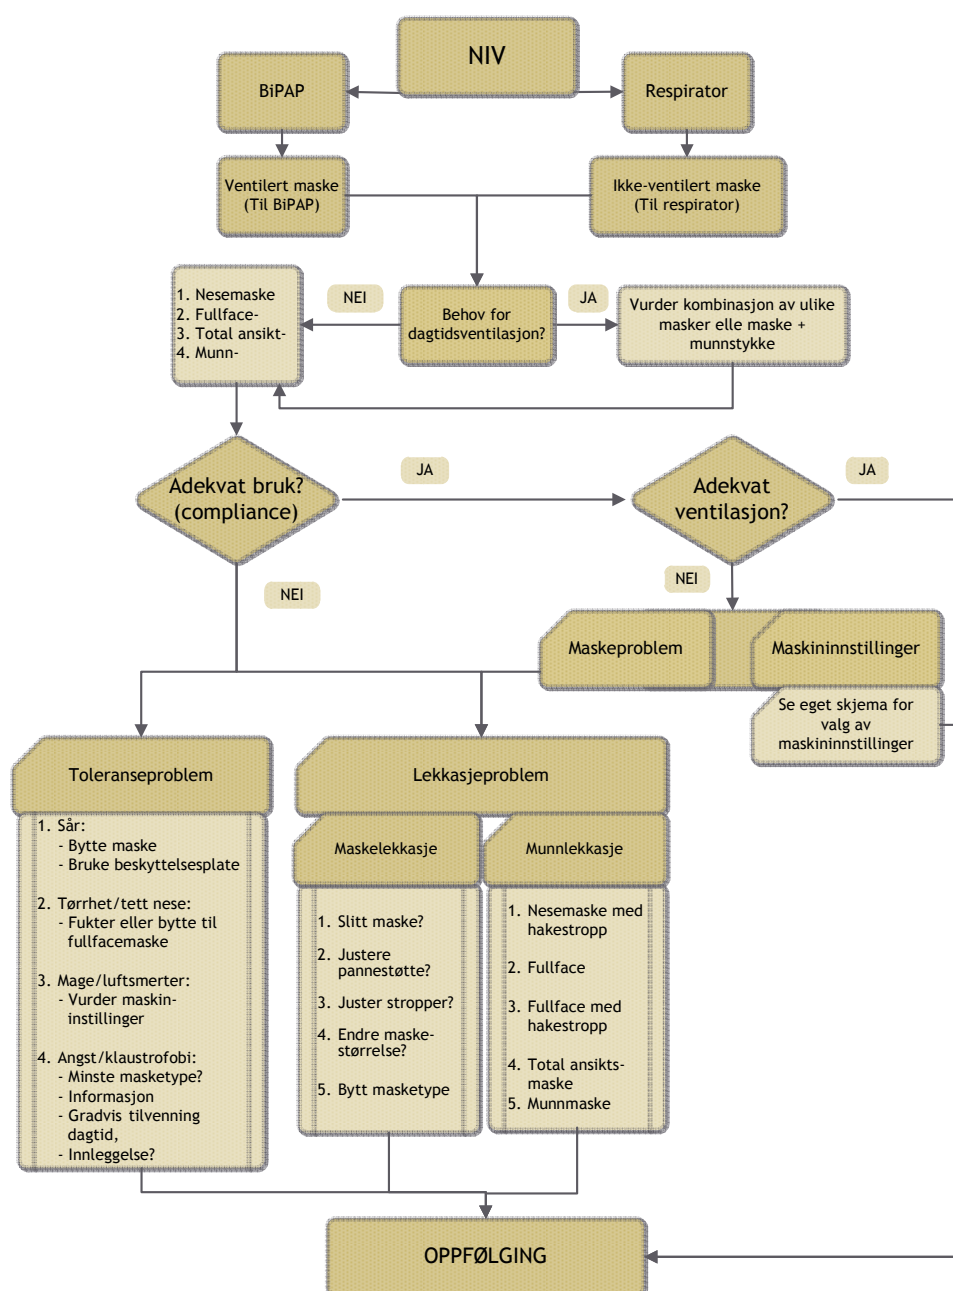 NIV
BiPAP
Respirator
Ventilert maske
(Til BiPAP)
Ikke-ventilert maske
(Til respirator)
1. Nesemaske
2. Fullface-
3. Total ansikt-
4. Munn-
NEI
Behov for
dagtidsventilasjon?
JA
Vurder kombinasjon av ulike
masker elle maske +
munnstykke
Adekvat bruk?
(compliance)
JA
Adekvat
ventilasjon?
JA
NEI
NEI
Maskeproblem
Maskininnstillinger
Se eget skjema for
valg av
maskininnstillinger
Toleranseproblem
1. Sår:
- Bytte maske
- Bruke beskyttelsesplate
2. Tørrhet/tett nese:
- Fukter eller bytte til
fullfacemaske
3. Mage/luftsmerter:
- Vurder maskin-
instillinger
4. Angst/klaustrofobi:
- Minste masketype?
- Informasjon
- Gradvis tilvenning
dagtid,
- Innleggelse?
Lekkasjeproblem
Maskelekkasje
1. Slitt maske?
2. Justere
pannestøtte?
3. Juster stropper?
4. Endre maske-
størrelse?
5. Bytt masketype
Munnlekkasje
1. Nesemaske med
hakestropp
2. Fullface
3. Fullface med
hakestropp
4. Total ansikts-
maske
5. Munnmaske
OPPFØLGING